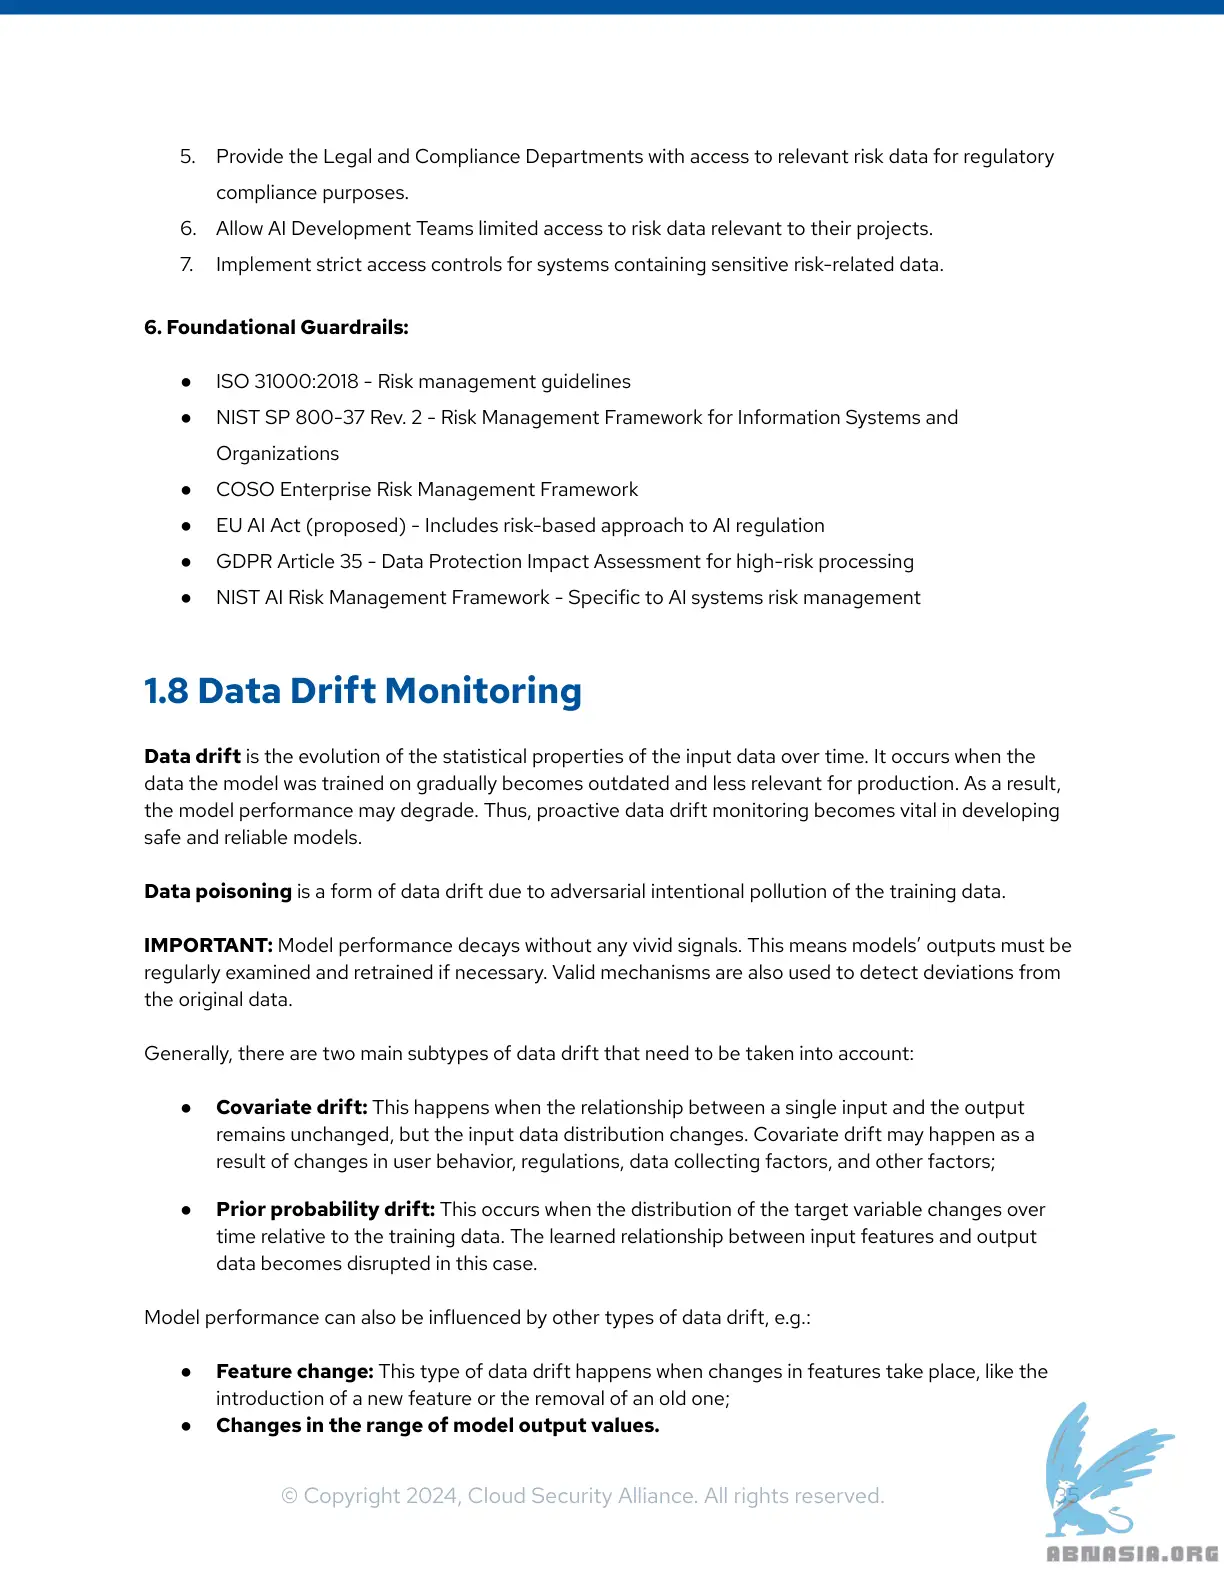 5. Provide the Legal and Compliance Departments with access to relevant risk data for regulatory
compliance purposes.
6. Allow AI Development Teams limited access to risk data relevant to their projects.
7. Implement strict access controls for systems containing sensitive risk-related data.
6. Foundational Guardrails:
● ISO 31000:2018 - Risk management guidelines
● NIST SP 800-37 Rev. 2 - Risk Management Framework for Information Systems and
Organizations
● COSO Enterprise Risk Management Framework
● EU AI Act (proposed) - Includes risk-based approach to AI regulation
● GDPR Article 35 - Data Protection Impact Assessment for high-risk processing
● NIST AI Risk Management Framework - Specific to AI systems risk management
1.8 Data Drift Monitoring
Data drift is the evolution of the statistical properties of the input data over time. It occurs when the
data the model was trained on gradually becomes outdated and less relevant for production. As a result,
the model performance may degrade. Thus, proactive data drift monitoring becomes vital in developing
safe and reliable models.
Data poisoning is a form of data drift due to adversarial intentional pollution of the training data.
IMPORTANT: Model performance decays without any vivid signals. This means models’ outputs must be
regularly examined and retrained if necessary. Valid mechanisms are also used to detect deviations from
the original data.
Generally, there are two main subtypes of data drift that need to be taken into account:
● Covariate drift: This happens when the relationship between a single input and the output
remains unchanged, but the input data distribution changes. Covariate drift may happen as a
result of changes in user behavior, regulations, data collecting factors, and other factors;
● Prior probability drift: This occurs when the distribution of the target variable changes over
time relative to the training data. The learned relationship between input features and output
data becomes disrupted in this case.
Model performance can also be influenced by other types of data drift, e.g.:
● Feature change: This type of data drift happens when changes in features take place, like the
introduction of a new feature or the removal of an old one;
● Changes in the range of model output values.
© Copyright 2024, Cloud Security Alliance. All rights reserved.
35
ABNASIA.ORG